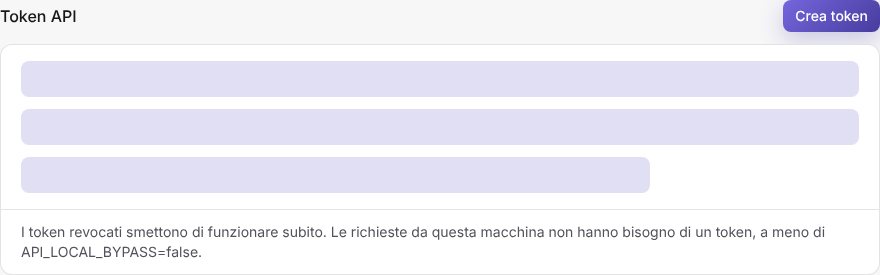 Token API
Crea token
I token revocati smettono di funzionare subito. Le richieste da questa macchina non hanno bisogno di un token, a meno di
API_LOCAL_BYPASS=false.